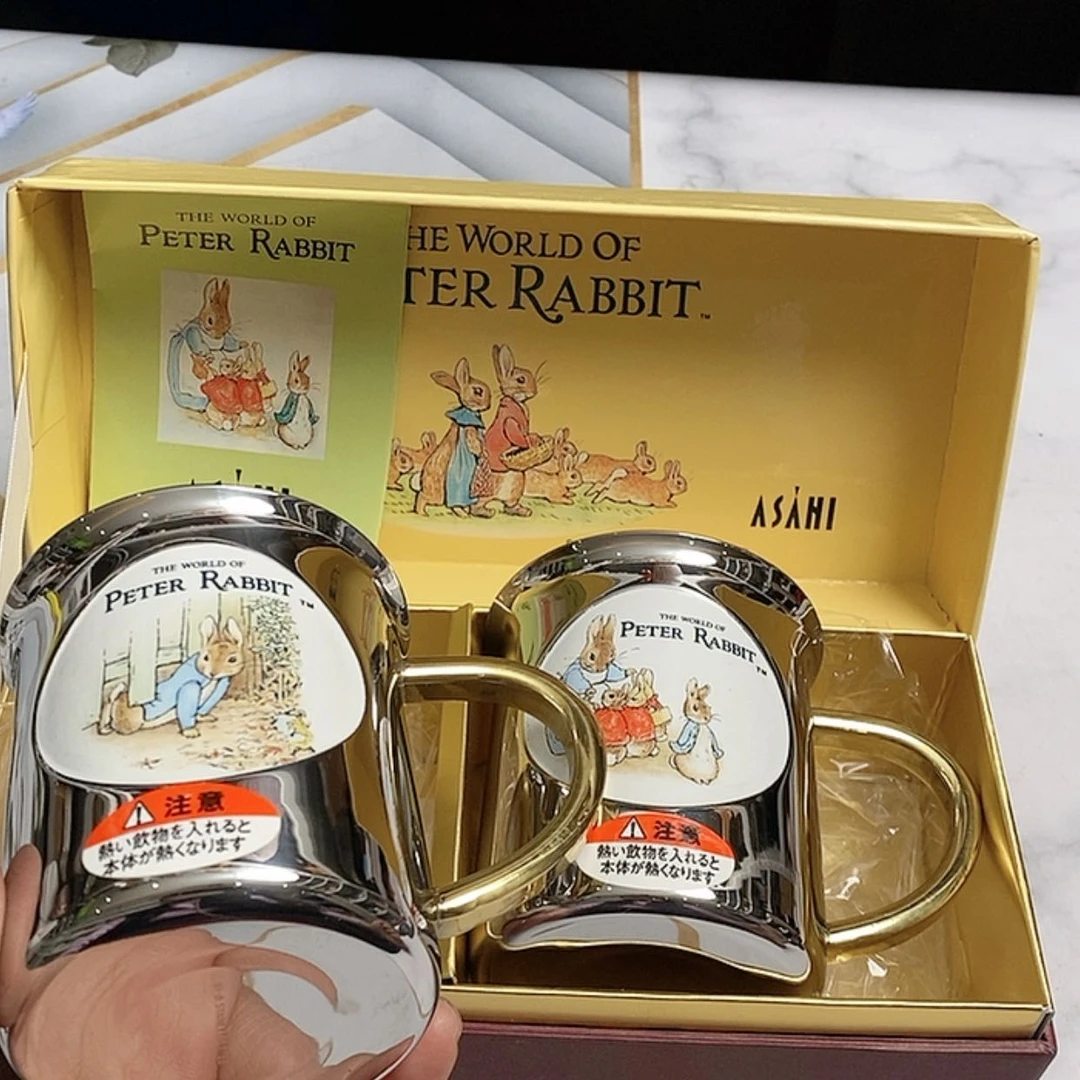 THE WORLD OF
PETER RABBIT
HE WORLD OF
TER RABBIT™
ASAHI
THE WORLD OF
PETER RABBIT™
注意
熱い飲物を入れると
本体が熱くなります
THE WORLD OF
PETER RABBIT™
注意
熱い飲物を入れると
本体が熱くなります